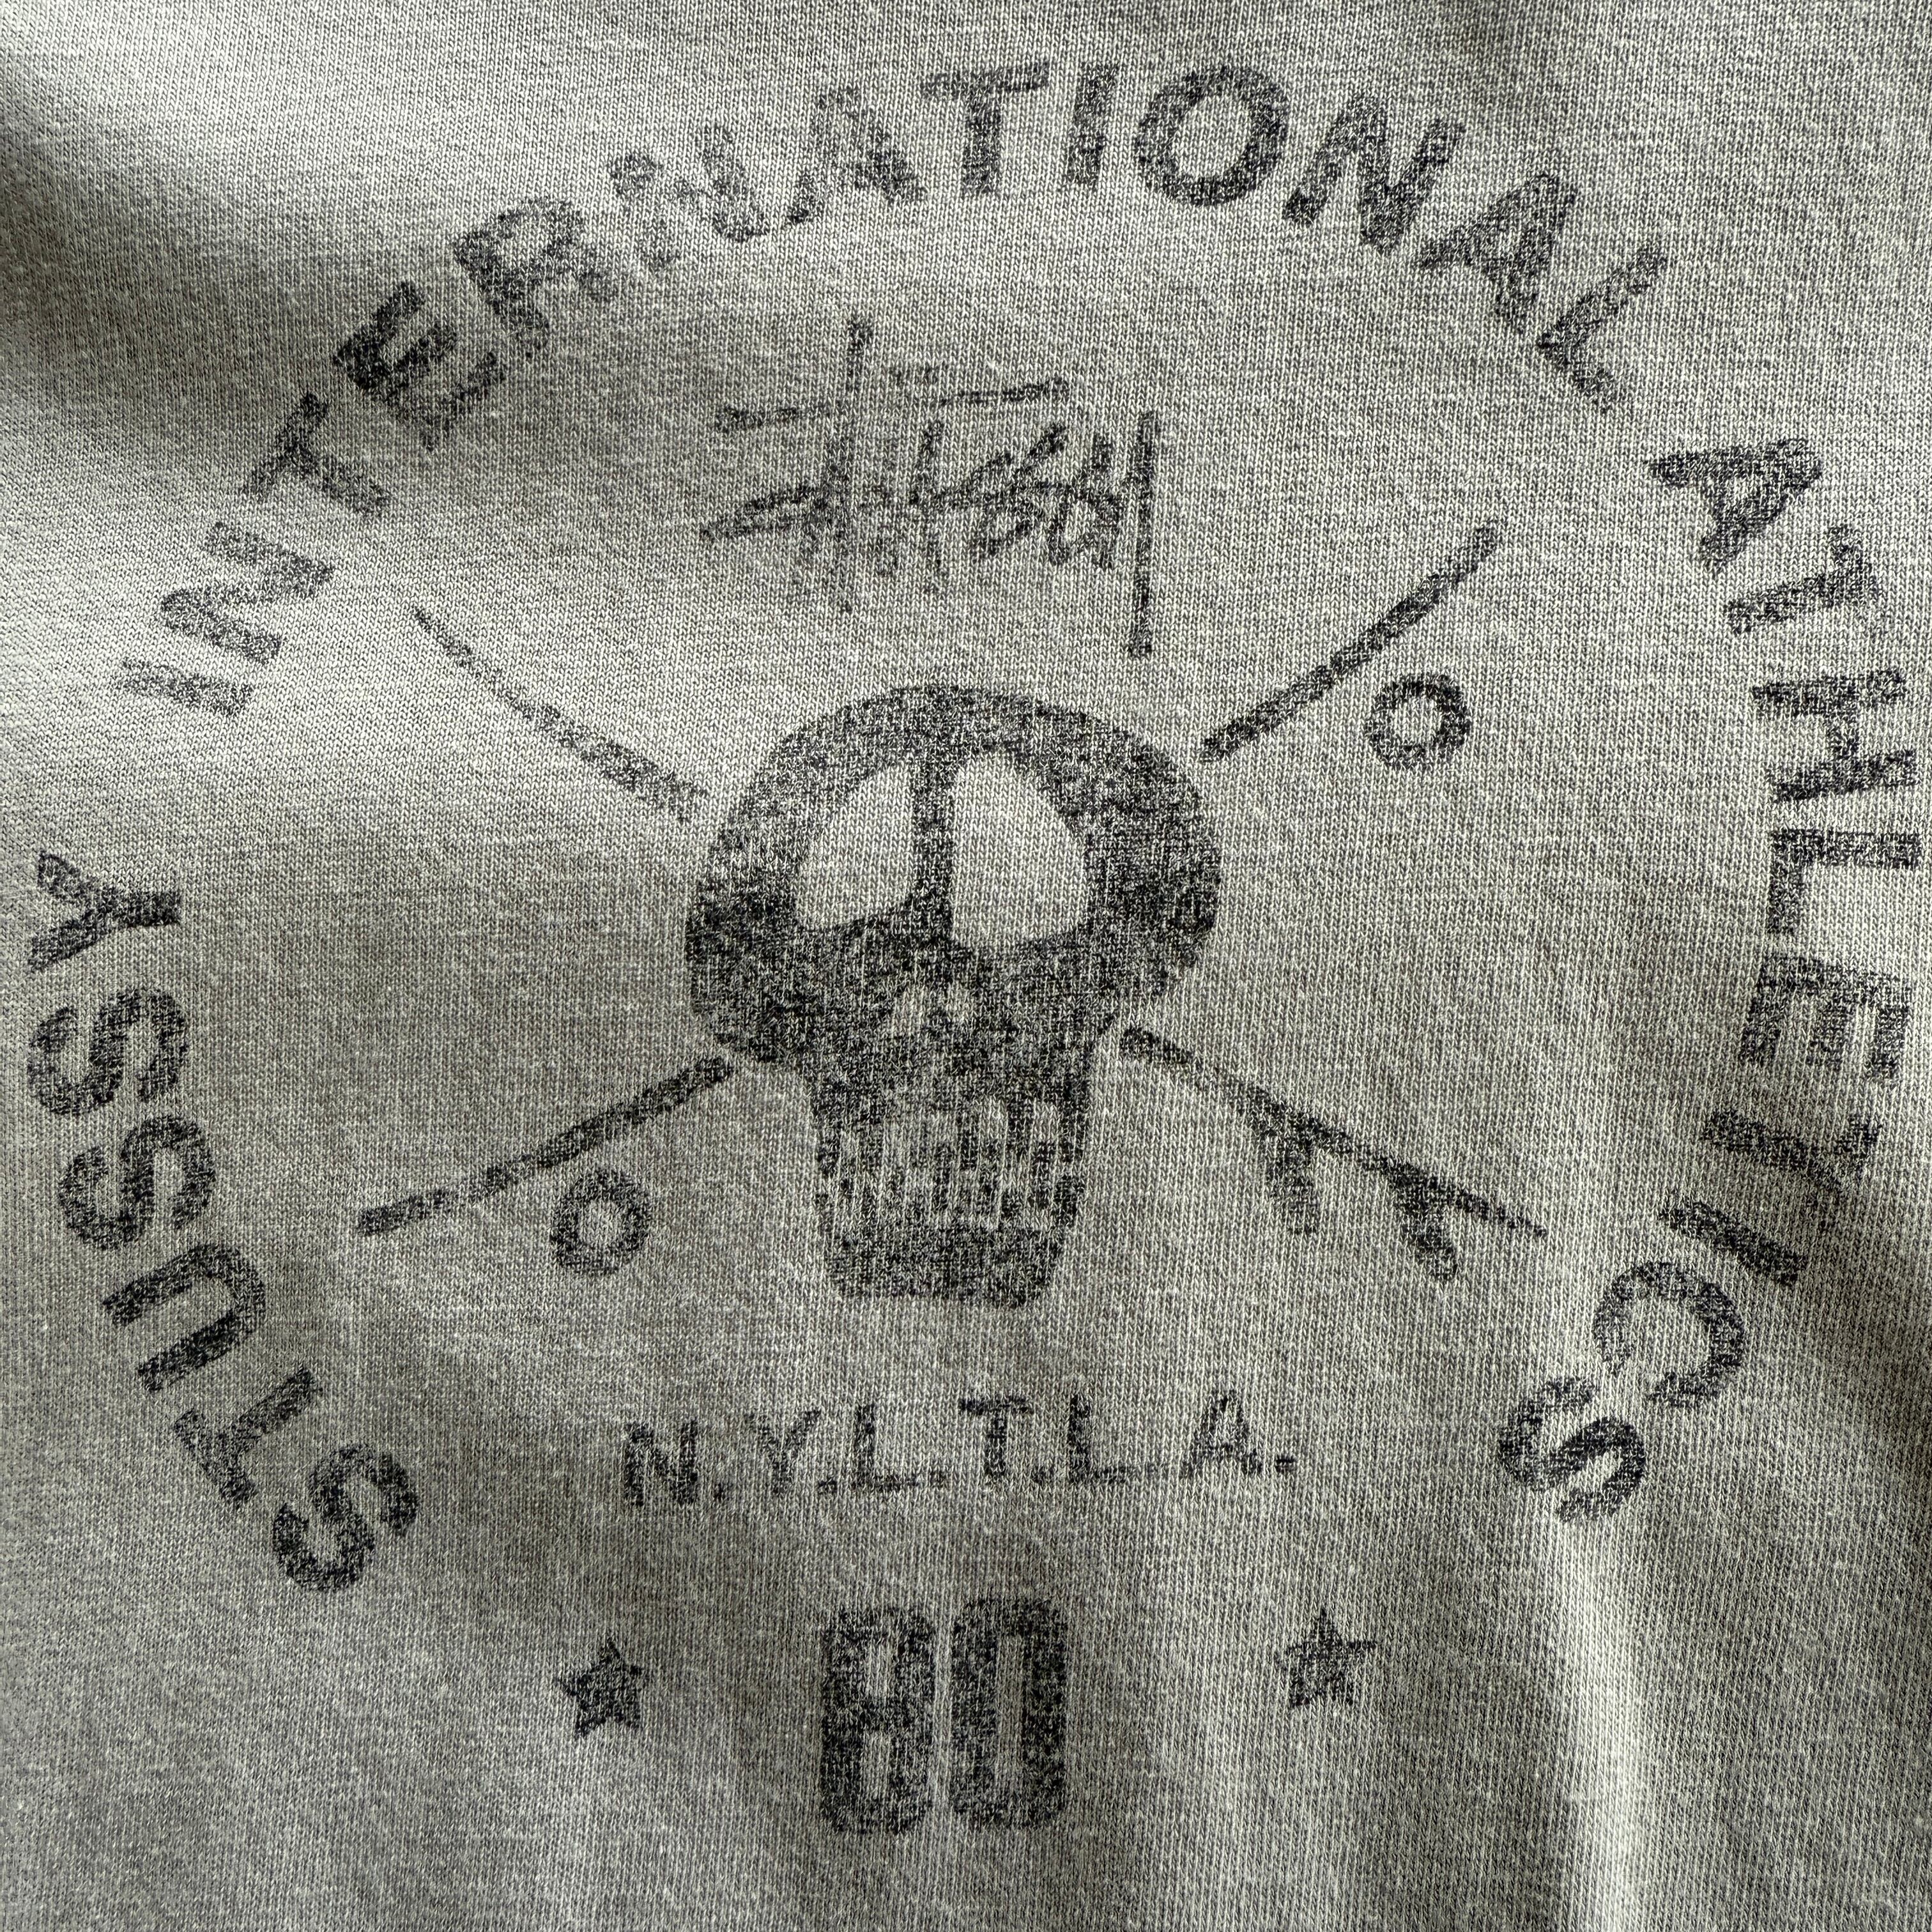 STUSSY INTERNATIONAL ATHLETICS
Stüssy
O
O
T T
N.Y.L.T.L.A.
80